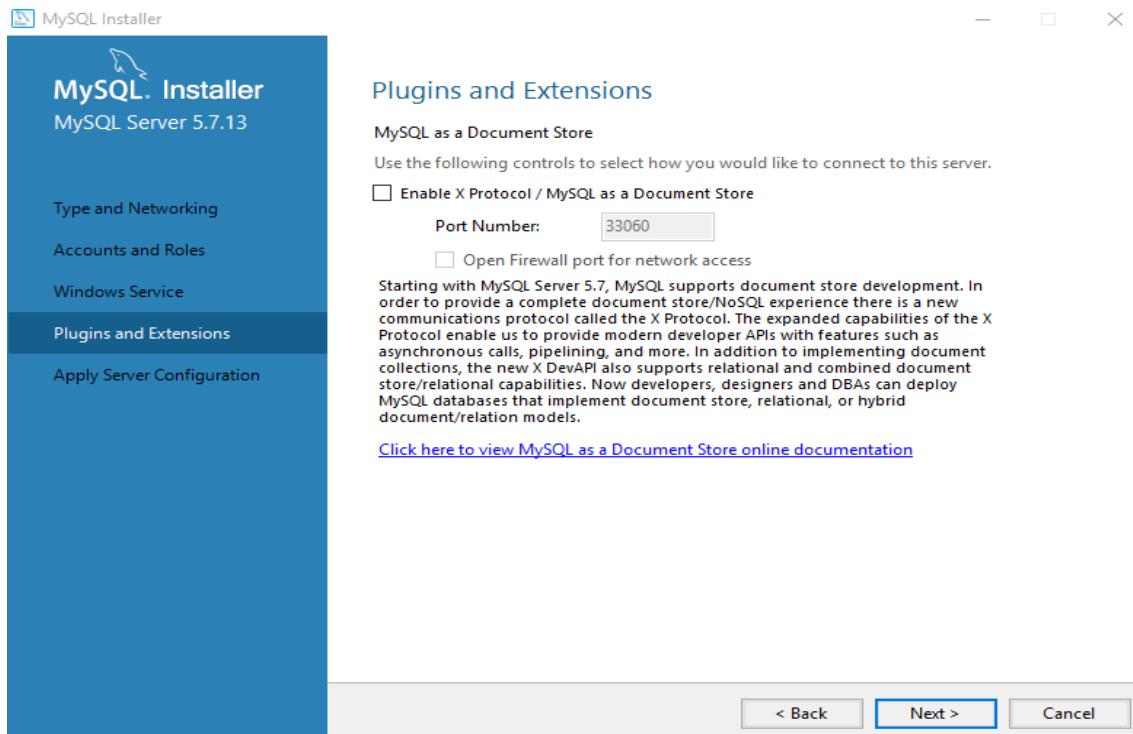 MySQL Installer
MySQL. Installer
MySQL Server 5.7.13
Type and Networking
Accounts and Roles
Windows Service
Plugins and Extensions
Apply Server Configuration
Plugins and Extensions
MySQL as a Document Store
Use the following controls to select how you would like to connect to this server.
Enable X Protocol / MySQL as a Document Store
Port Number: 33060
Open Firewall port for network access
Starting with MySQL Server 5.7, MySQL supports document store development. In
order to provide a complete document store/NoSQL experience there is a new
communications protocol called the X Protocol. The expanded capabilities of the X
Protocol enable us to provide modern developer APIs with features such as
asynchronous calls, pipelining, and more. In addition to implementing document
collections, the new X DevAPI also supports relational and combined document
store/relational capabilities. Now developers, designers and DBAs can deploy
MySQL databases that implement document store, relational, or hybrid
document/relation models.
Click here to view MySQL as a Document Store online documentation
< Back Next > Cancel